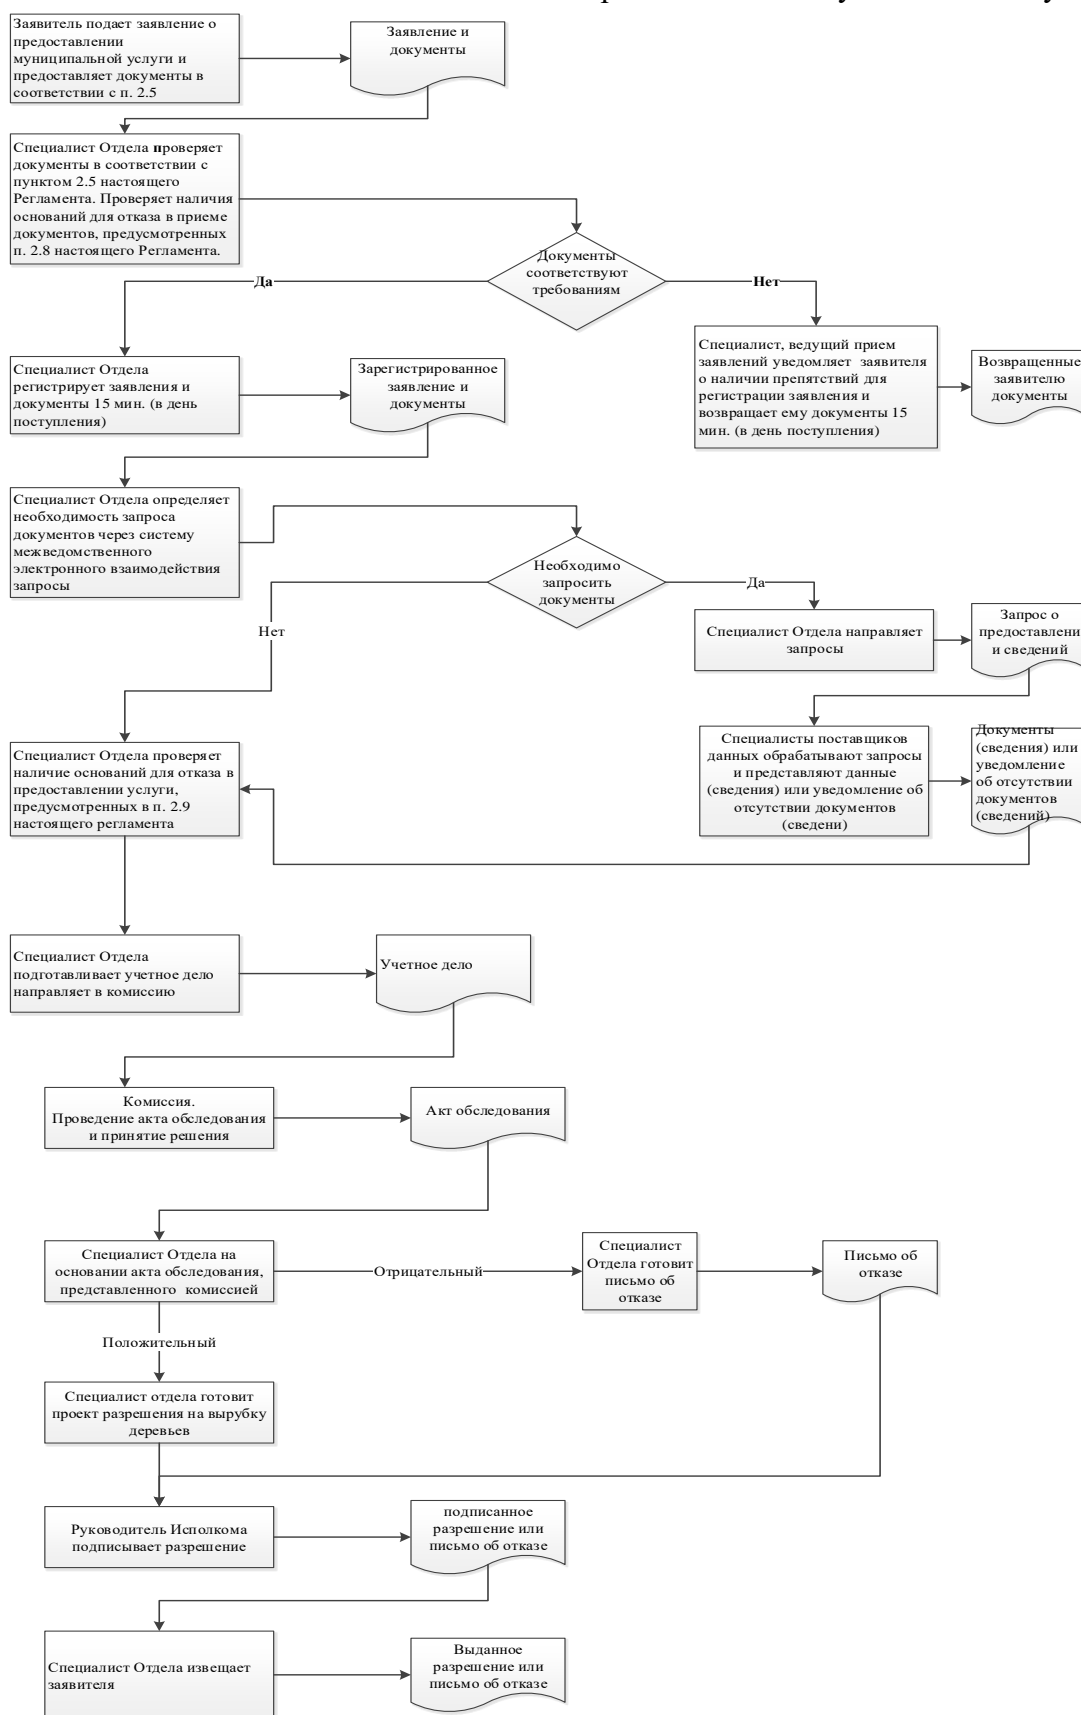 Заявитель подает заявление о
предоставлении
муниципальной услуги и
предоставляет документы в
соответствии с п. 2.5
Заявление и
документы
Специалист Отдела проверяет
документы в соответствии с
пунктом 2.5 настоящего
Регламента. Проверяет наличия
оснований для отказа в приеме
документов, предусмотренных
п. 2.8 настоящего Регламента.
Документы
соответствуют
требованиям
Да
Нет
Специалист Отдела
регистрирует заявления и
документы 15 мин. (в день
поступления)
Зарегистрированное
заявление и
документы
Специалист, ведущий прием
заявлений уведомляет заявителя
о наличии препятствий для
регистрации заявления и
возвращает ему документы 15
мин. (в день поступления)
Возвращенные
заявителю
документы
Специалист Отдела определяет
необходимость запроса
документов через систему
межведомственного
электронного взаимодействия
запросы
Необходимо
запросить
документы
Да
Нет
Специалист Отдела направляет
запросы
Запрос о
предоставлени
и сведений
Специалист Отдела проверяет
наличие оснований для отказа в
предоставлении услуги,
предусмотренных в п. 2.9
настоящего регламента
Специалисты поставщиков
данных обрабатывают запросы
и представляют данные
(сведения) или уведомление об
отсутствии документов
(сведени)
Документы
(сведения) или
уведомление
об отсутствии
документов
(сведений)
Специалист Отдела
подготавливает учетное дело
направляет в комиссию
Учетное дело
Комиссия.
Проведение акта обследования
и принятие решения
Акт обследования
Специалист Отдела на
основании акта обследования,
представленного комиссией
Отрицательный
Специалист
Отдела готовит
письмо об
отказе
Письмо об
отказе
Положительный
Специалист отдела готовит
проект разрешения на вырубку
деревьев
Руководитель Исполкома
подписывает разрешение
подписанное
разрешение или
письмо об отказе
Специалист Отдела извещает
заявителя
Выданное
разрешение или
письмо об отказе